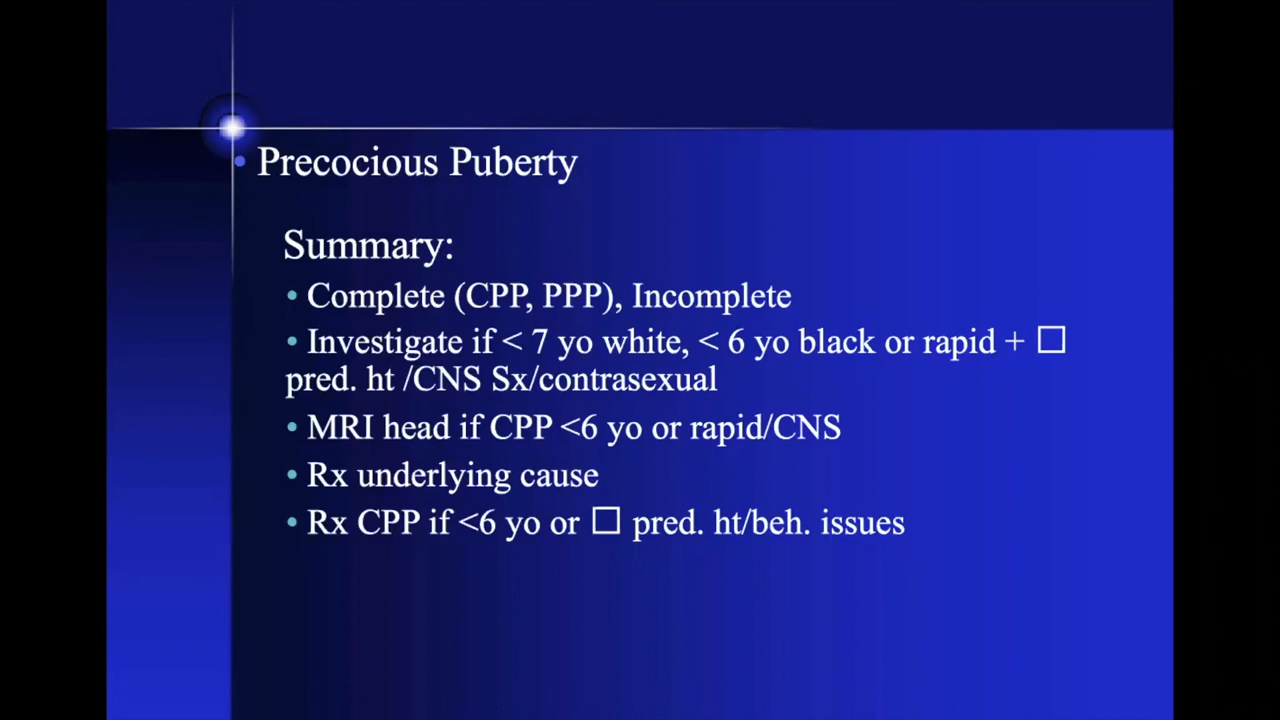 • Precocious Puberty
Summary:
• Complete (CPP, PPP), Incomplete
• Investigate if < 7 yo white, < 6 yo black or rapid + □
pred. ht /CNS Sx/contrasexual
• MRI head if CPP <6 yo or rapid/CNS
• Rx underlying cause
• Rx CPP if <6 yo or □ pred. ht/beh. issues